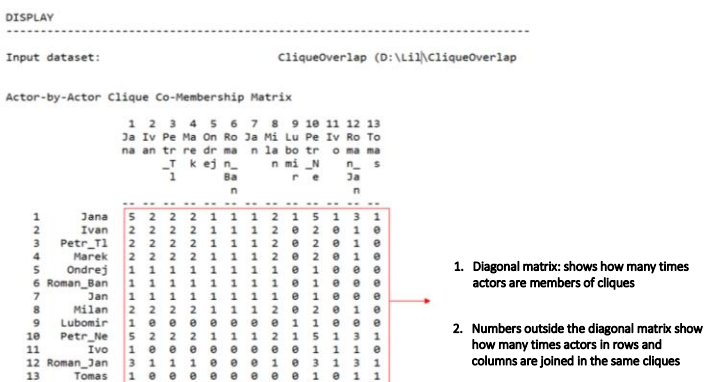 DISPLAY
--------------------------------------------------------------------------------
Input dataset: CliqueOverlap (D:\Lil\CliqueOverlap
Actor-by-Actor Clique Co-Membership Matrix
1 2 3 4 5 6 7 8 9 10 11 12 13
Ja Iv Pe Ma On Ro Ja Mi Lu Pe Iv Ro To
na an tr re dr ma n la bo tr o ma ma
_T k ej n_ n mi _N n_ s
l Ba r e Ja
n n
-- -- -- -- -- -- -- -- -- -- -- -- --
1 Jana 5 2 2 2 1 1 1 2 1 5 1 3 1
2 Ivan 2 2 2 2 1 1 1 2 0 2 0 1 0
3 Petr_Tl 2 2 2 2 1 1 1 2 0 2 0 1 0
4 Marek 2 2 2 2 1 1 1 2 0 2 0 1 0
5 Ondrej 1 1 1 1 1 1 1 1 0 1 0 0 0
6 Roman_Ban 1 1 1 1 1 1 1 1 0 1 0 0 0
7 Jan 1 1 1 1 1 1 1 1 0 1 0 0 0
8 Milan 2 2 2 2 1 1 1 2 0 2 0 1 0
9 Lubomir 1 0 0 0 0 0 0 0 1 1 0 0 0
10 Petr_Ne 5 2 2 2 1 1 1 2 1 5 1 3 1
11 Ivo 1 0 0 0 0 0 0 0 0 1 1 1 0
12 Roman_Jan 3 1 1 1 0 0 0 1 0 3 1 3 1
13 Tomas 1 0 0 0 0 0 0 0 0 1 0 1 1
1. Diagonal matrix: shows how many times
actors are members of cliques
2. Numbers outside the diagonal matrix show
how many times actors in rows and
columns are joined in the same cliques